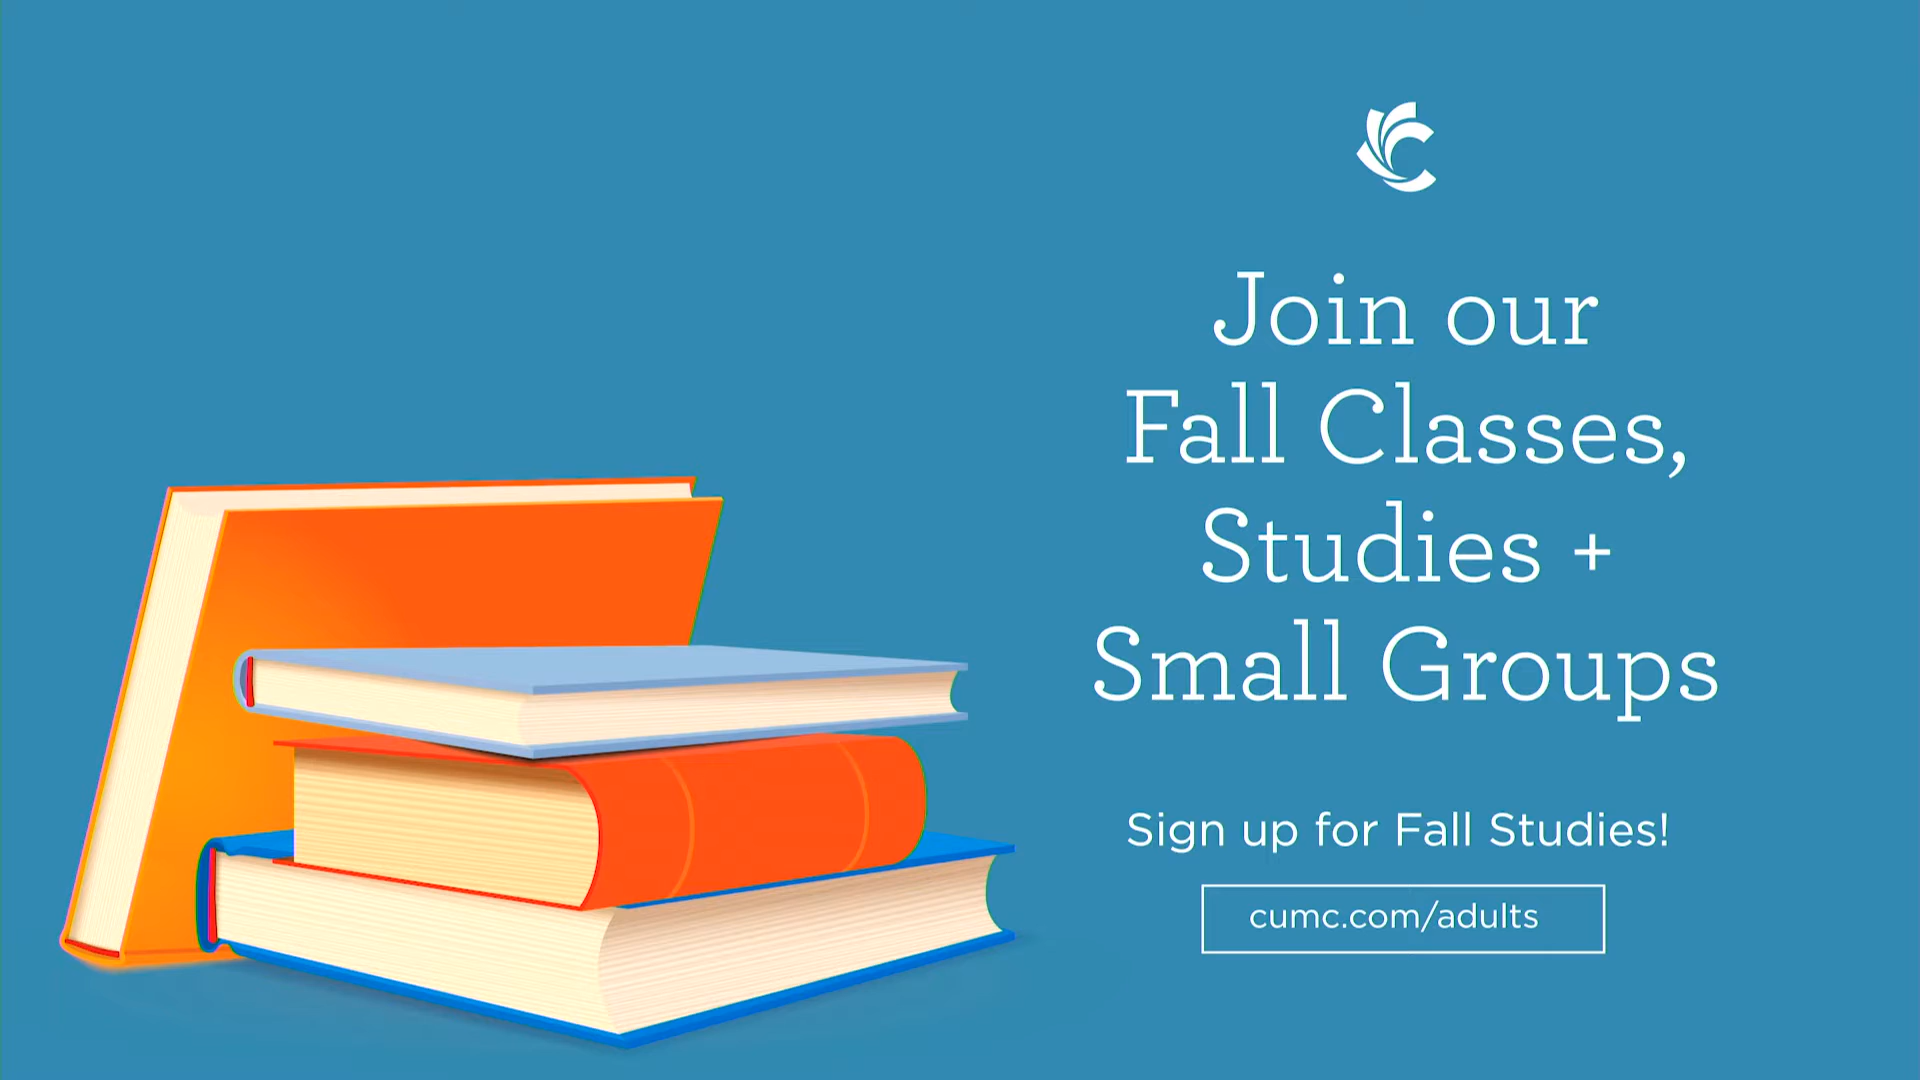 Join our
Fall Classes,
Studies +
Small Groups
Sign up for Fall Studies!
cumc.com/adults